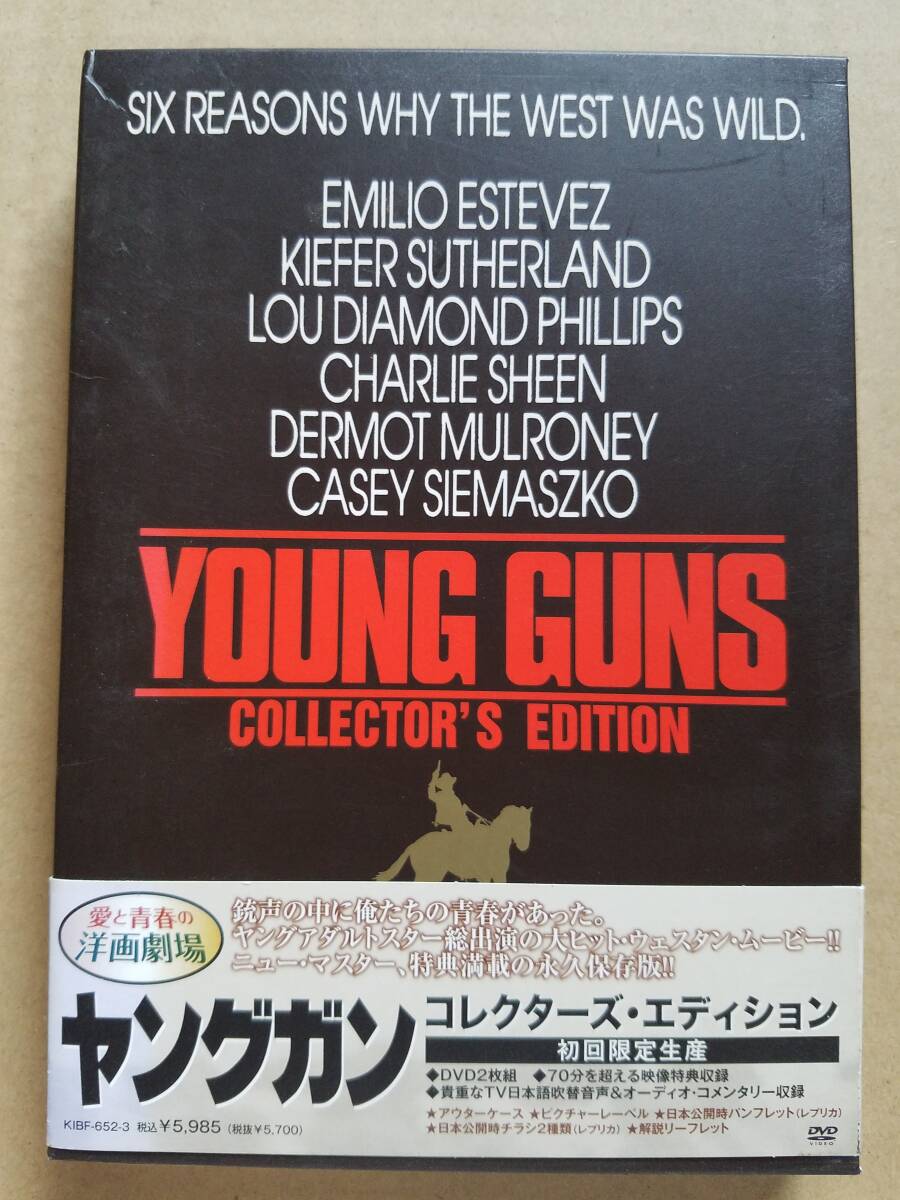 SIX REASONS WHY THE WEST WAS WILD.
EMILIO ESTEVEZ
KIEFER SUTHERLAND
LOU DIAMOND PHILLIPS
CHARLIE SHEEN
DERMOT MULRONEY
CASEY SIEMASZKO
YOUNG GUNS
COLLECTOR'S EDITION
愛と青春の
洋画劇場
銃声の中に俺たちの青春があった。
ヤングアダルトスター総出演の大ヒット・ウェスタン・ムービー!!
ニュー・マスター、特典満載の永久保存版!!
ヤングガン
コレクターズ・エディション
初回限定生産
◆DVD2枚組 ◆70分を超える映像特典収録
◆貴重なTV日本語吹替音声&オーディオ・コメンタリー収録
★アウターケース ★ピクチャーレーベル ★日本公開時パンフレット(レプリカ)
★日本公開時チラシ2種類(レプリカ) ★解説リーフレット
KIBF-652-3 税込¥5,985 (税抜¥5,700)
DVD
VIDEO